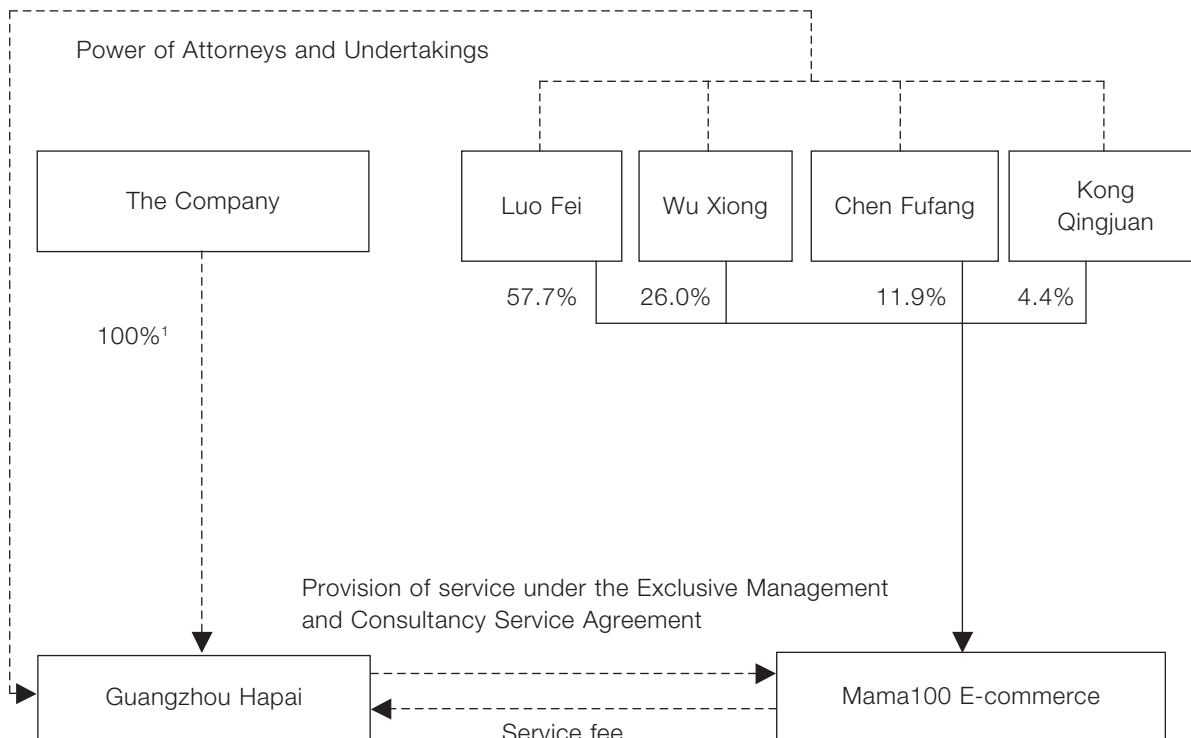 Power of Attorneys and Undertakings
The Company
Luo Fei
Wu Xiong
Chen Fufang
Kong
Qingjuan
57.7%
26.0%
11.9%
4.4%
100%¹
Provision of service under the Exclusive Management
and Consultancy Service Agreement
Guangzhou Hapai
Mama100 E-commerce
Service fee